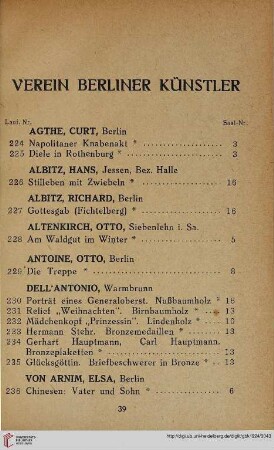 VEREIN BERLINER KÜNSTLER
Lauf. Nr. Saal-Nr.
AGTHE, CURT, Berlin
224 Napolitaner Knabenakt * 3
225 Diele in Rothenburg * 3
ALBITZ, HANS, Jessen, Bez. Halle
226 Stilleben mit Zwiebeln * 16
ALBITZ, RICHARD, Berlin
227 Gottesgab (Fichtelberg) * 16
ALTENKIRCH, OTTO, Siebenlehn i. Sa.
228 Am Waldgut im Winter * 5
ANTOINE, OTTO, Berlin
229 Die Treppe * 8
DELL'ANTONIO, Warmbrunn
230 Porträt eines Generaloberst. Nußbaumholz * 16
231 Relief „Weihnachten". Birnbaumholz * 13
232 Mädchenkopf „Prinzessin". Lindenholz * 10
233 Hermann Stehr. Bronzemedaillen * 13
234 Gerhart Hauptmann, Carl Hauptmann.
Bronzeplaketten * 13
235 Glücksgöttin. Briefbeschwerer in Bronze * 13
VON ARNIM, ELSA, Berlin
236 Chinesen: Vater und Sohn * 6
39